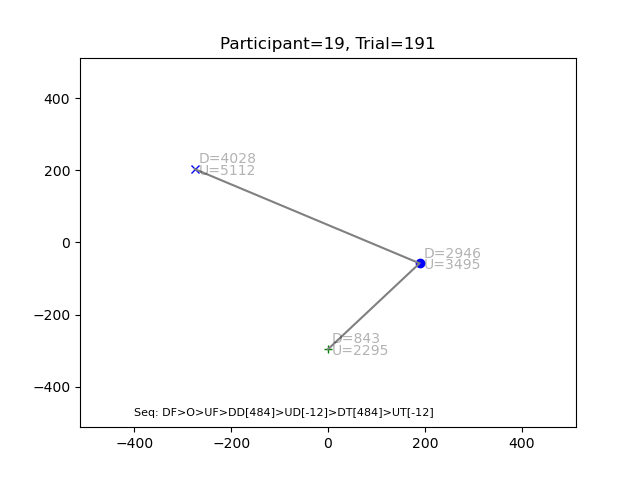 Participant=19, Trial=191
400
200
0
−200
−400
D=4028
U=5112
D=2946
U=3495
D=843
U=2295
Seq: DF>O>UF>DD[484]>UD[-12]>DT[484]>UT[-12]
−400 −200 0 200 400